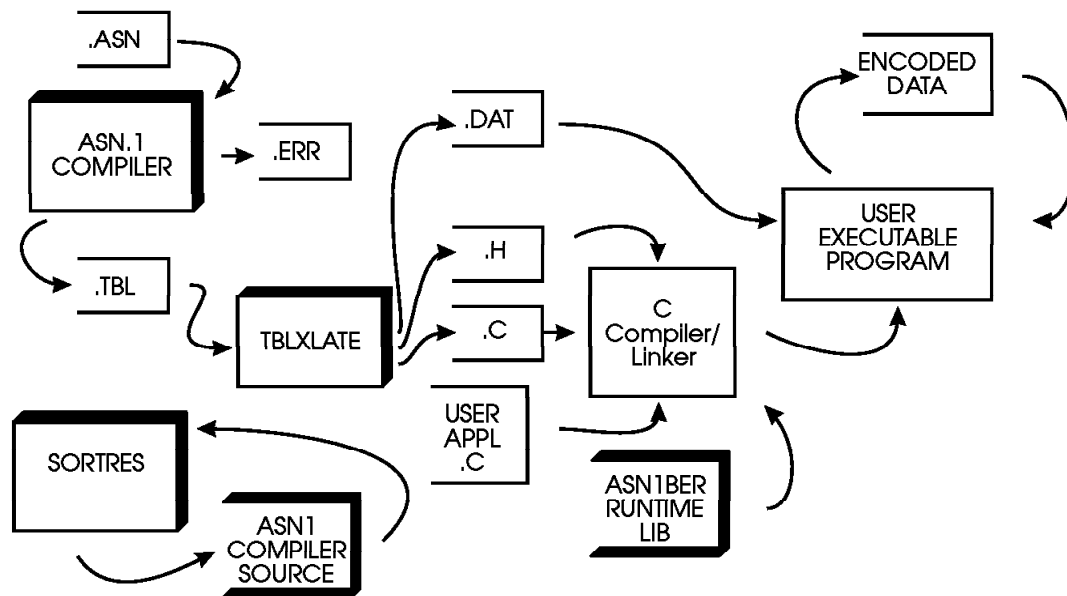 .ASN
ASN.1
COMPILER
.ERR
.TBL
TBLXLATE
.DAT
.H
.C
USER
APPL
.C
C
Compiler/
Linker
ENCODED
DATA
USER
EXECUTABLE
PROGRAM
SORTRES
ASN1
COMPILER
SOURCE
ASN1BER
RUNTIME
LIB